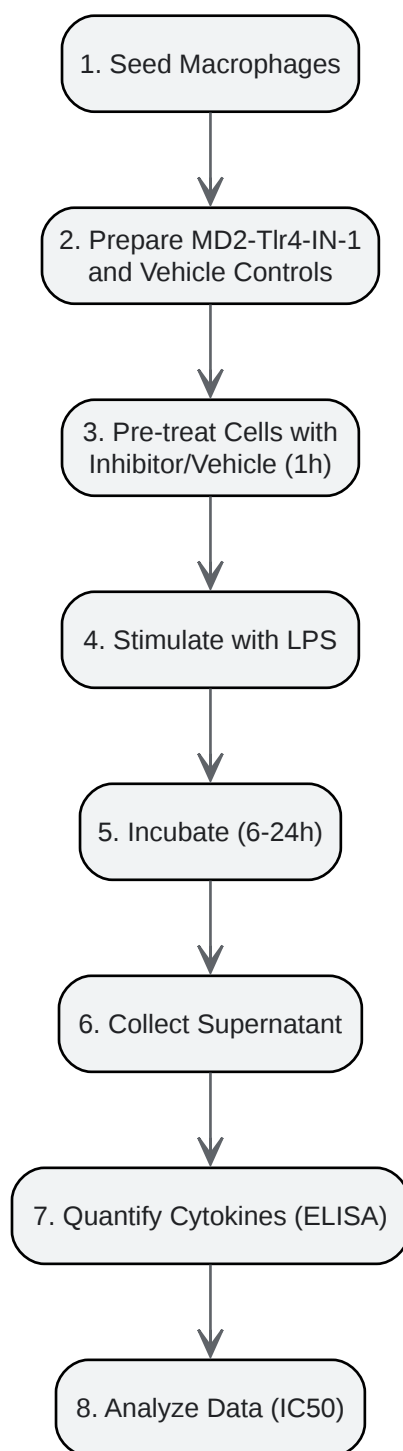 1. Seed Macrophages
2. Prepare MD2-Tlr4-IN-1
and Vehicle Controls
3. Pre-treat Cells with
Inhibitor/Vehicle (1h)
4. Stimulate with LPS
5. Incubate (6-24h)
6. Collect Supernatant
7. Quantify Cytokines (ELISA)
8. Analyze Data (IC50)